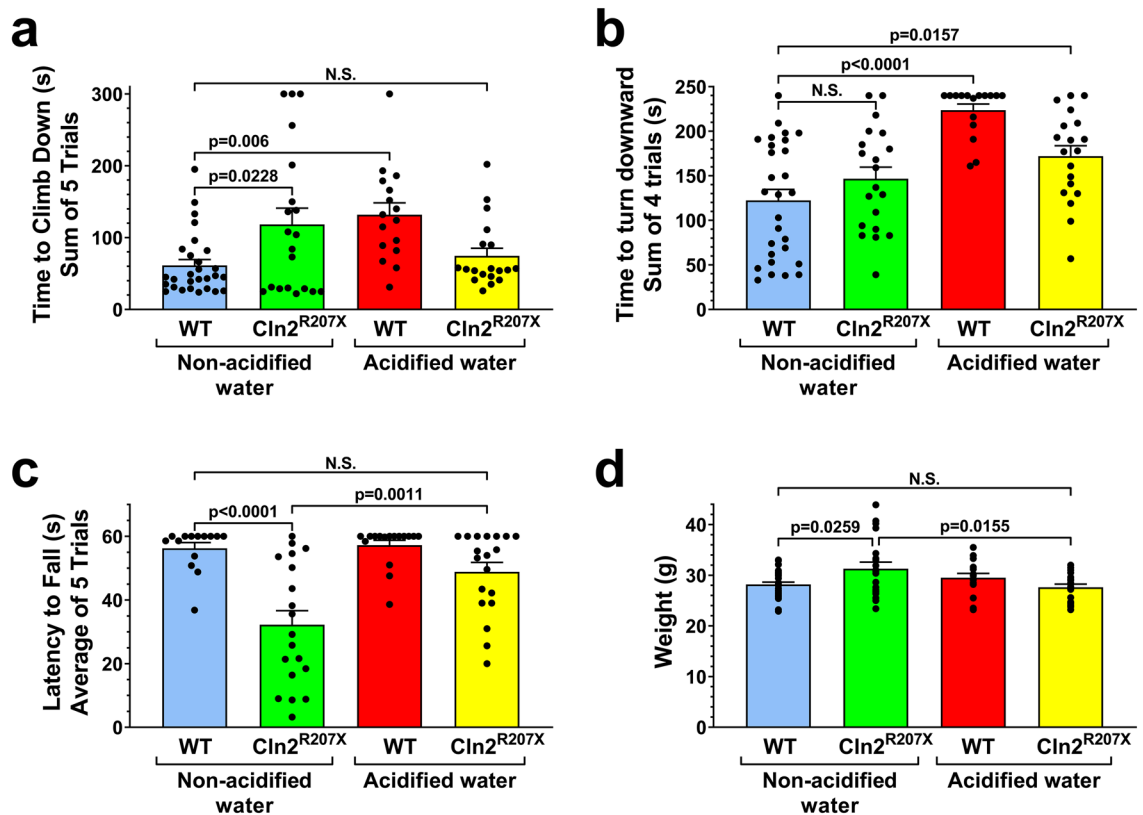 a
Time to Climb Down (s)
Sum of 5 Trials
300
200
100
0
N.S.
p=0.006
p=0.0228
WT
Cln2R207X
WT
Cln2R207X
Non-acidified
water
Acidified water
b
Time to turn downward
Sum of 4 trials (s)
250
200
150
100
50
0
p=0.0157
p<0.0001
N.S.
WT
Cln2R207X
WT
Cln2R207X
Non-acidified
water
Acidified water
c
Latency to Fall (s)
Average of 5 Trials
60
40
20
0
N.S.
p=0.0011
p<0.0001
WT
Cln2R207X
WT
Cln2R207X
Non-acidified
water
Acidified water
d
Weight (g)
40
30
20
10
0
N.S.
p=0.0259
p=0.0155
WT
Cln2R207X
WT
Cln2R207X
Non-acidified
water
Acidified water